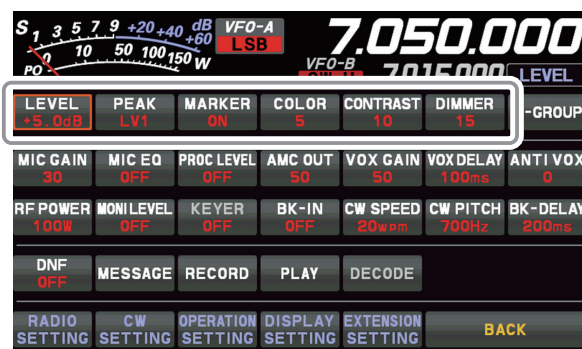 S 1 3 5 7 9 +20 +40 +60 dB VFO-A 7.050.000
LSB
PO 0 10 50 100 150 W
VFO-B 7.015.000 LEVEL
LEVEL PEAK MARKER COLOR CONTRAST DIMMER -GROUP
+5.0dB LV1 ON 5 10 15
MIC GAIN MIC EQ PROC LEVEL AMC OUT VOX GAIN VOX DELAY ANTI VOX
30 OFF OFF 50 50 100ms 0
RF POWER MONI LEVEL KEYER BK-IN CW SPEED CW PITCH BK-DELAY
100W OFF OFF OFF 20wpm 700Hz 200ms
DNF MESSAGE RECORD PLAY DECODE
OFF
RADIO CW OPERATION DISPLAY EXTENSION BACK
SETTING SETTING SETTING SETTING SETTING